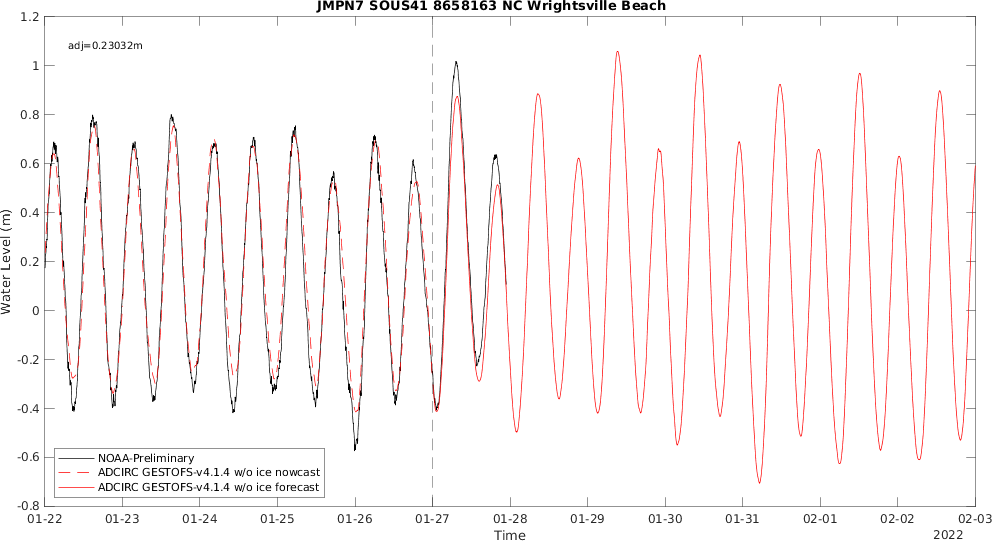 JMPN7 SOUS41 8658163 NC Wrightsville Beach
adj=0.23032m
1.2
1
0.8
0.6
0.4
0.2
0
-0.2
-0.4
-0.6
-0.8
Water Level (m)
NOAA-Preliminary
ADCIRC GESTOFS-v4.1.4 w/o ice nowcast
ADCIRC GESTOFS-v4.1.4 w/o ice forecast
01-22 01-23 01-24 01-25 01-26 01-27 01-28 01-29 01-30 01-31 02-01 02-02 02-03
Time
2022